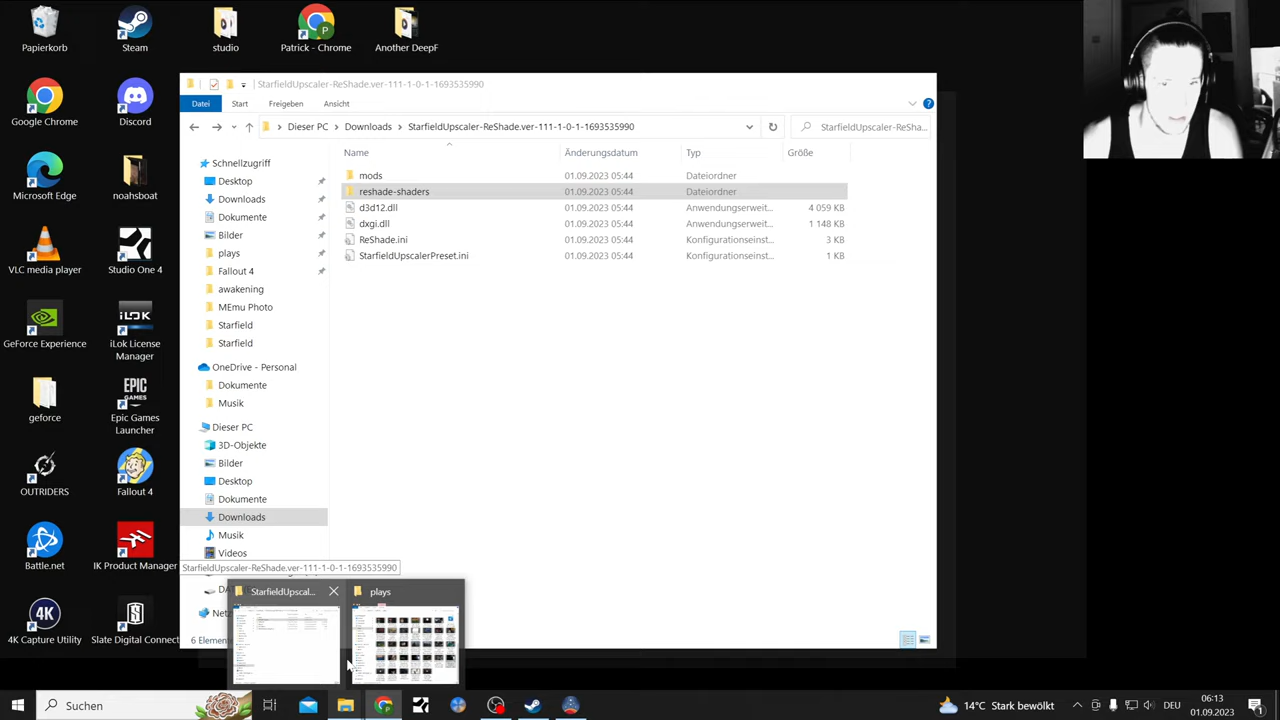 Papierkorb
Steam
studio
Patrick - Chrome
Another DeepF
Google Chrome
Discord
Microsoft Edge
noahsboat
VLC media player
Studio One 4
GeForce Experience
iLok License
Manager
geforce
Epic Games
Launcher
OUTRIDERS
Fallout 4
Battle.net
IK Product Manager
4K Capture Utility
Slate Digital Connect
StarfieldUpscaler-ReShade.ver-111-1-0-1-1693535990
Datei
Start
Freigeben
Ansicht
Dieser PC
Downloads
StarfieldUpscaler-ReShade.ver-111-1-0-1-1693535990
StarfieldUpscaler-ReSha...
Schnellzugriff
Desktop
Downloads
Dokumente
Bilder
plays
Fallout 4
awakening
MEmu Photo
Starfield
Starfield
OneDrive - Personal
Dokumente
Musik
Dieser PC
3D-Objekte
Bilder
Desktop
Dokumente
Downloads
Musik
Videos
Name Änderungsdatum Typ Größe
mods 01.09.2023 05:44 Dateiordner
reshade-shaders 01.09.2023 05:44 Dateiordner
d3d12.dll 01.09.2023 05:44 Anwendungserweit... 4 059 KB
dxgi.dll 01.09.2023 05:44 Anwendungserweit... 1 148 KB
ReShade.ini 01.09.2023 05:44 Konfigurationseinst... 3 KB
StarfieldUpscalerPreset.ini 01.09.2023 05:44 Konfigurationseinst... 1 KB
StarfieldUpscaler-ReShade.ver-111-1-0-1-1693535990
StarfieldUpscal...
plays
6 Elemente
Suchen
14°C Stark bewölkt
DEU
06:13
01.09.2023